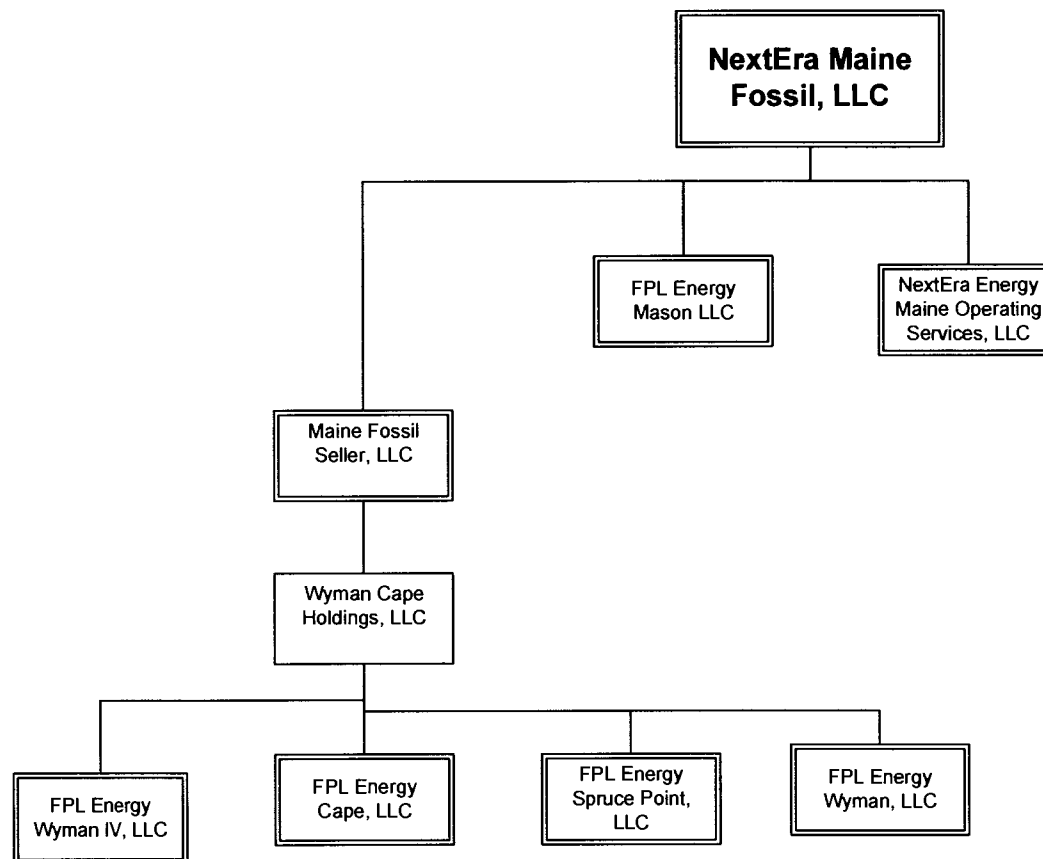 NextEra Maine
Fossil, LLC
FPL Energy
Mason LLC
NextEra Energy
Maine Operating
Services, LLC
Maine Fossil
Seller, LLC
Wyman Cape
Holdings, LLC
FPL Energy
Wyman IV, LLC
FPL Energy
Cape, LLC
FPL Energy
Spruce Point,
LLC
FPL Energy
Wyman, LLC